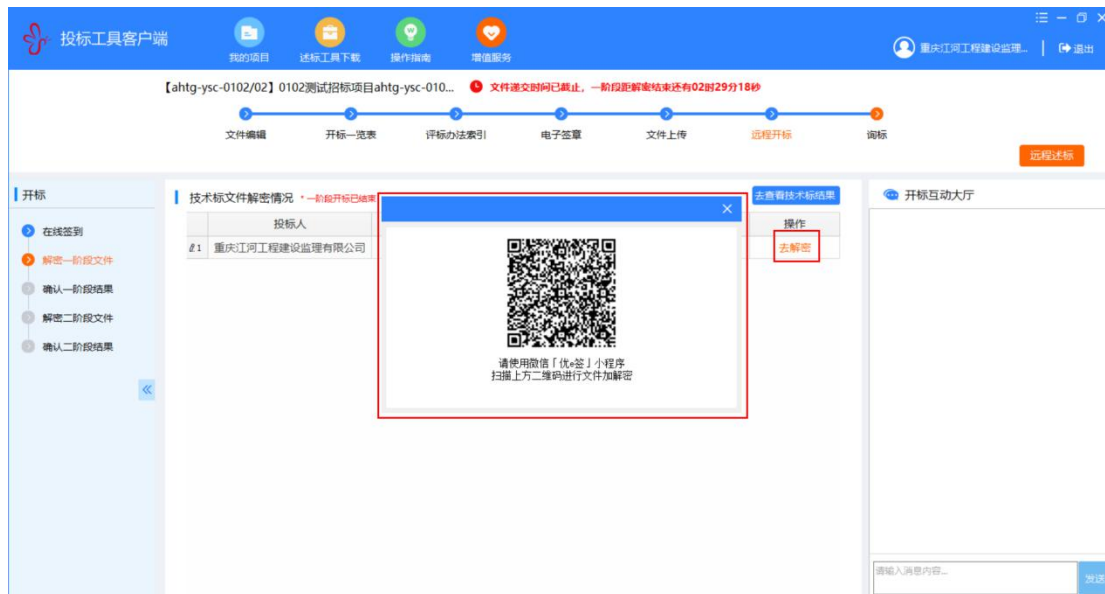 投标工具客户端
我的项目
述标工具下载
操作指南
增值服务
重庆江河工程建设监理...
退出
【ahtg-ysc-0102/02】0102测试招标项目ahtg-ysc-010...
文件递交时间已截止，一阶段距解密结束还有02时29分18秒
文件编辑
开标一览表
评标办法索引
电子签章
文件上传
远程开标
询标
远程述标
开标
技术标文件解密情况
*一阶段开标已结束
去查看技术标结果
开标互动大厅
在线签到
解密一阶段文件
确认一阶段结果
解密二阶段文件
确认二阶段结果
投标人
操作
1 重庆江河工程建设监理有限公司
去解密
请使用微信「优e签」小程序
扫描上方二维码进行文件加解密
请输入消息内容...
发送